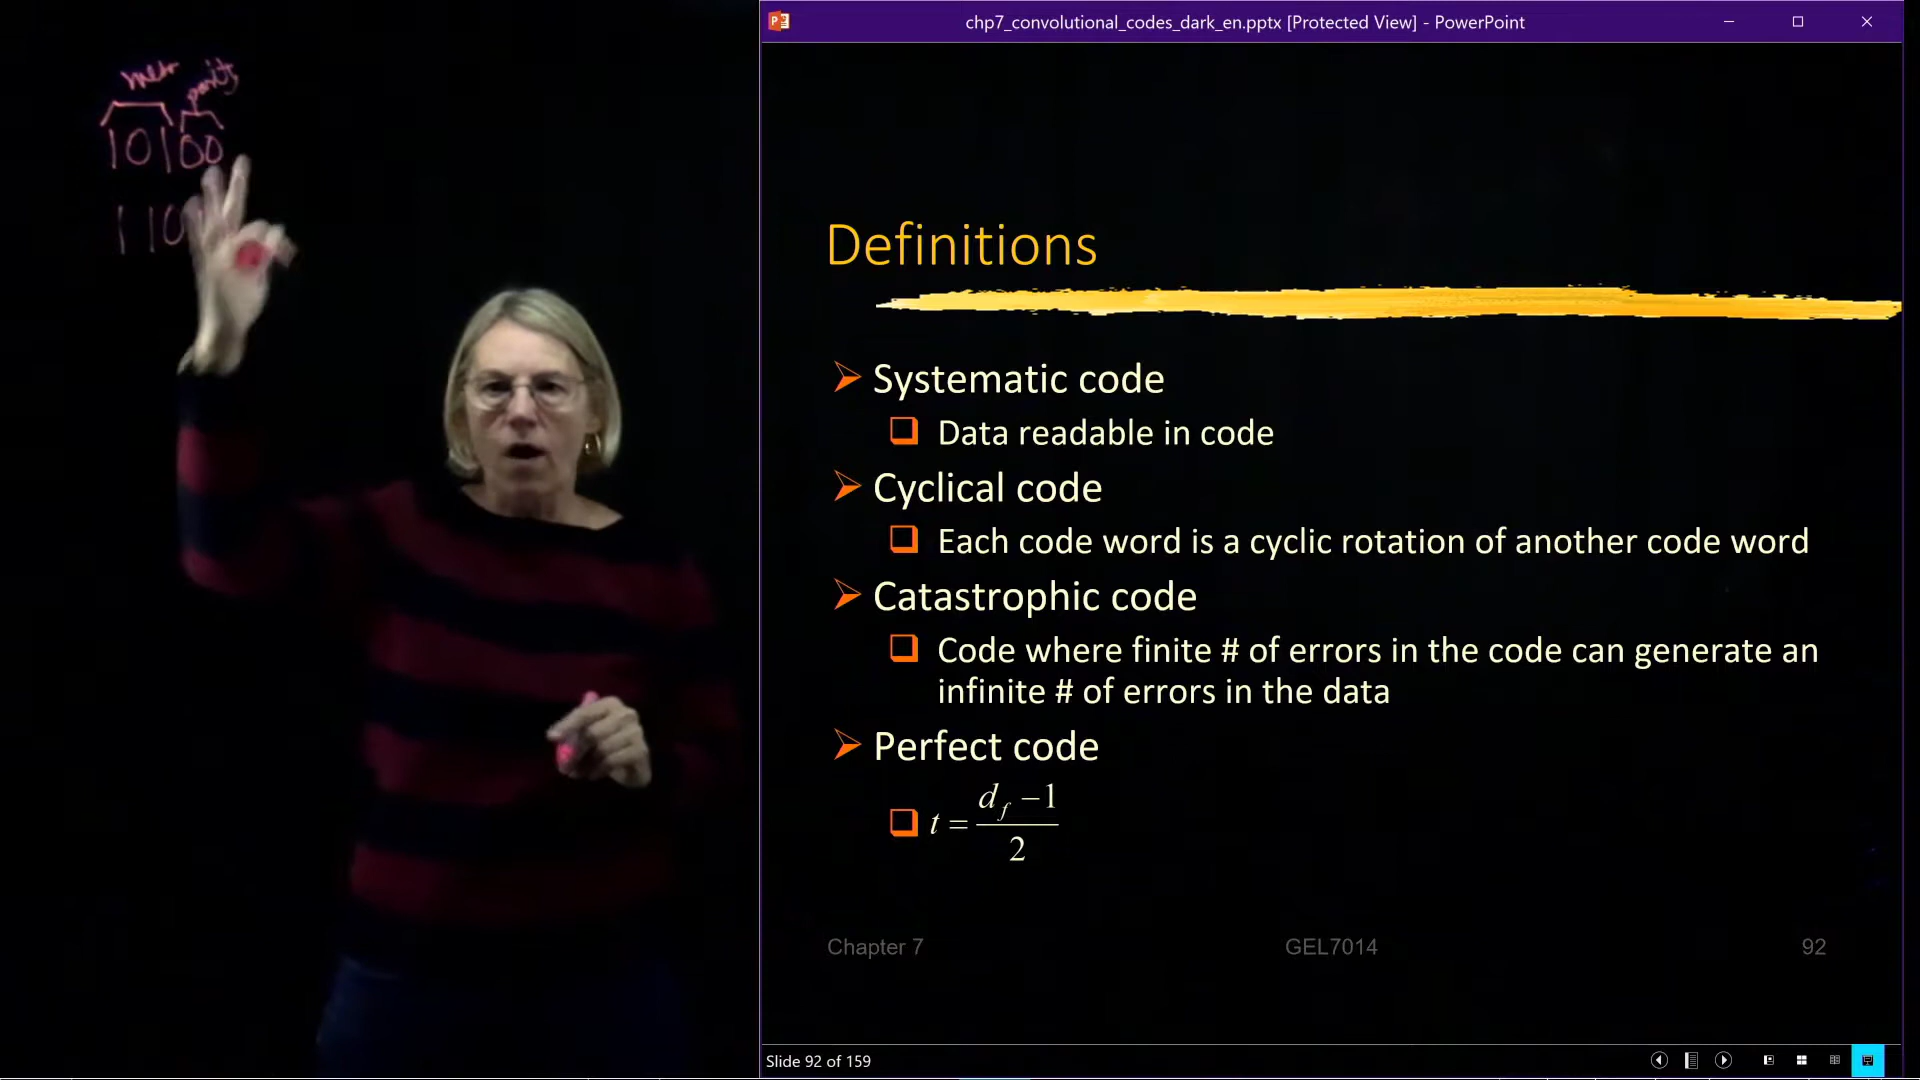 parity
10100
110
chp7_convolutional_codes_dark_en.pptx [Protected View] - PowerPoint
Definitions
Systematic code
Data readable in code
Cyclical code
Each code word is a cyclic rotation of another code word
Catastrophic code
Code where finite # of errors in the code can generate an
infinite # of errors in the data
Perfect code
t = (d_f − 1) / 2
Chapter 7 GEL7014 92
Slide 92 of 159